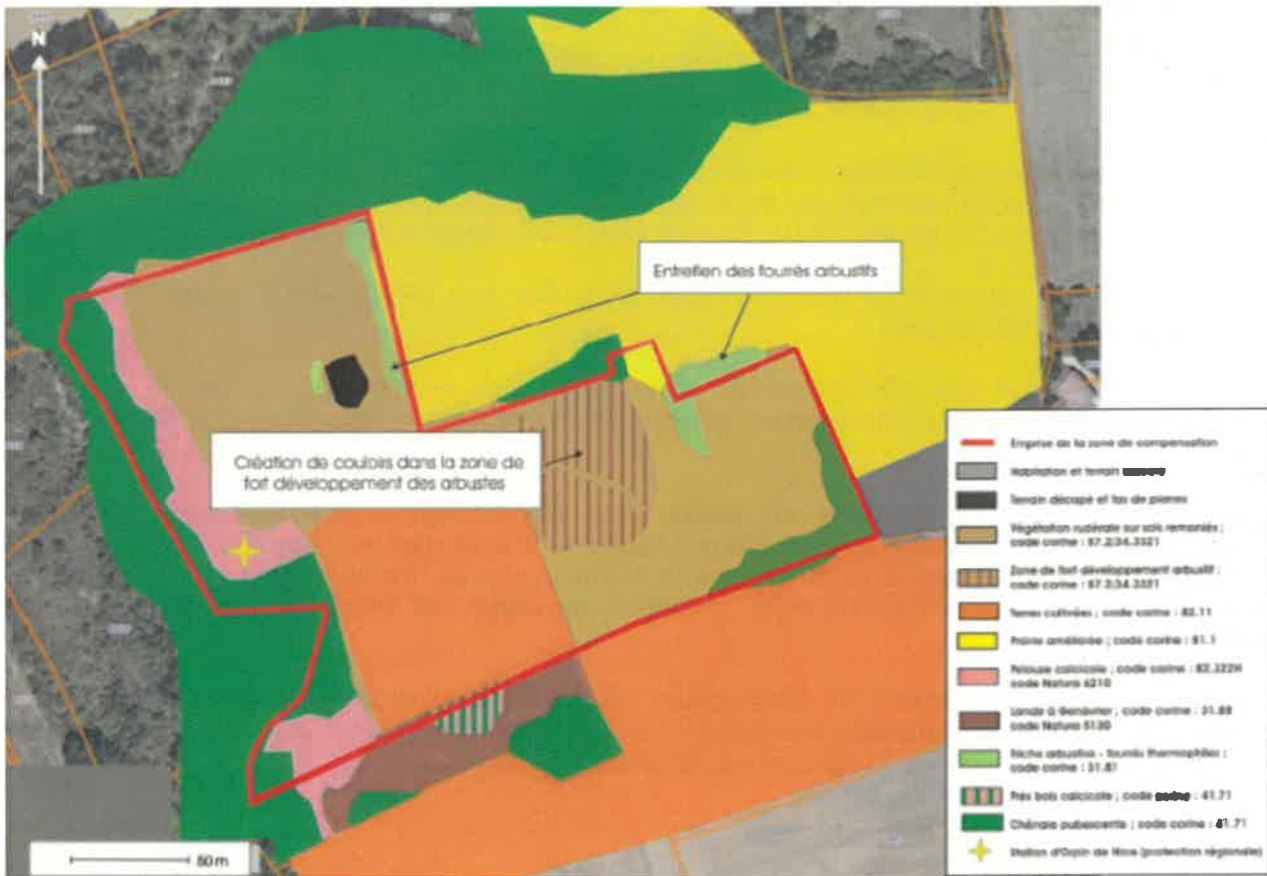 N
Entretien des fourrés arbustifs
Création de couloirs dans la zone de
fort développement des arbustes
Emprise de la zone de compensation
Habitation et terrain
Terrain décapé et tas de pierres
Végétation rudérale sur sols remaniés ;
code corine : 87.2/34.3321
Zone de fort développement arbustif ;
code corine : 87.2/34.3321
Terres cultivées ; code corine : 82.11
Prairie améliorée ; code corine : 81.1
Pelouse calcicole ; code corine : 62.322H
code Natura 6210
Lande à Genévrier ; code corine : 31.88
code Natura 5130
Friche arbustive - fourrés thermophiles ;
code corine : 31.81
Prés bois calcicole ; code : 41.71
Chênaie pubescente ; code corine : 41.71
Station d'Orpin de Nice (protection régionale)
50 m